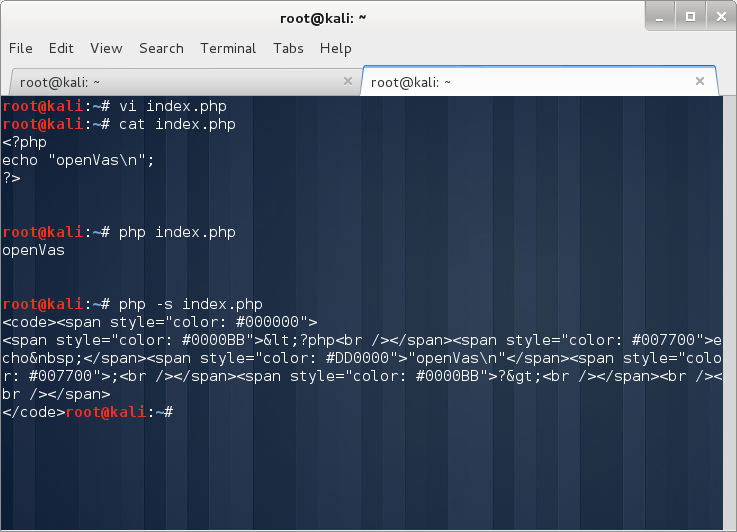 root@kali: ~
File Edit View Search Terminal Tabs Help
root@kali: ~ × root@kali: ~ ×
root@kali:~# vi index.php
root@kali:~# cat index.php
<?php
echo "openVas\n";
?>
root@kali:~# php index.php
openVas
root@kali:~# php -s index.php
<code><span style="color: #000000">
<span style="color: #0000BB">&lt;?php<br /></span><span style="color: #007700">e
cho&nbsp;</span><span style="color: #DD0000">"openVas\n"</span><span style="colo
r: #007700">;<br /></span><span style="color: #0000BB">?&gt;<br /></span><br /><
br /></span>
</code>root@kali:~#